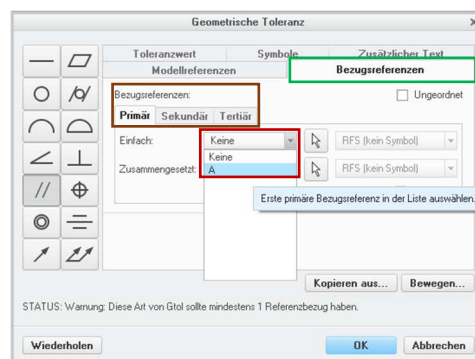 Geometrische Toleranz
Toleranzwert Symbole Zusätzlicher Text
Modellreferenzen Bezugsreferenzen
Bezugsreferenzen: Ungeordnet
Primär Sekundär Tertiär
Einfach: Keine RFS (kein Symbol)
Keine
Zusammengesetzt: A RFS (kein Symbol)
Erste primäre Bezugsreferenz in der Liste auswählen.
Kopieren aus... Bewegen...
STATUS: Warnung: Diese Art von Gtol sollte mindestens 1 Referenzbezug haben.
Wiederholen OK Abbrechen